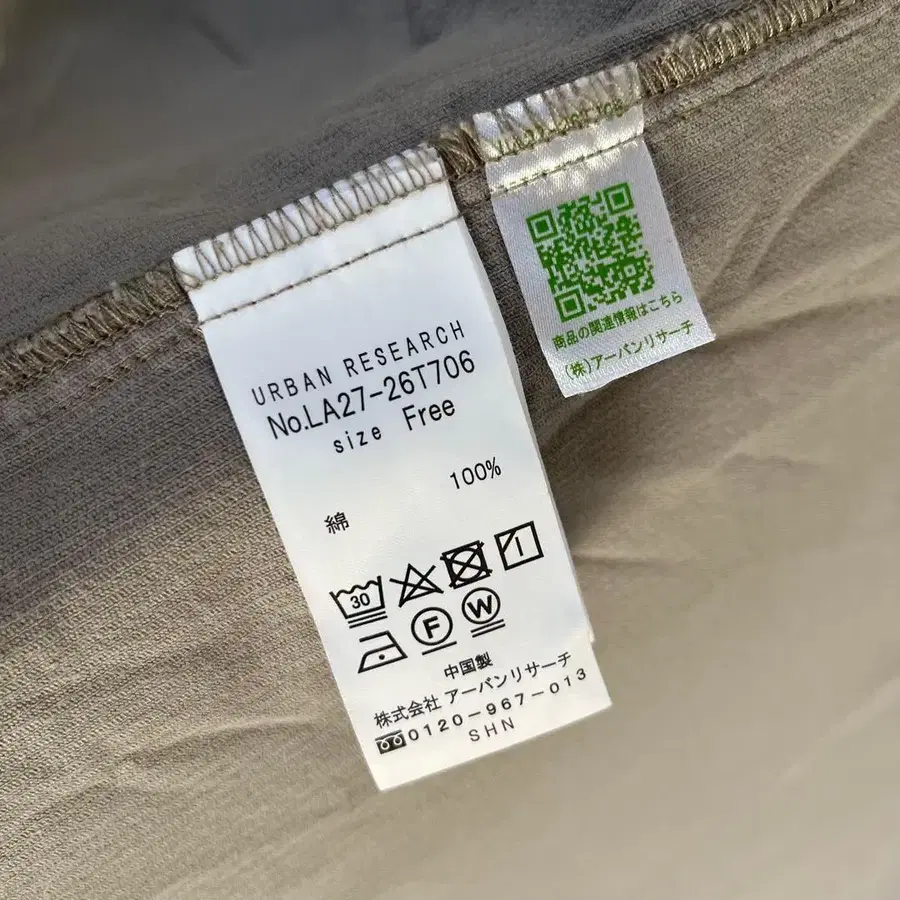 URBAN RESEARCH
No.LA27-26T706
size Free
100%
綿
30
F W
中国製
株式会社 アーバンリサーチ
0120-967-013
SHN
商品の関連情報はこちら
(株)アーバンリサーチ